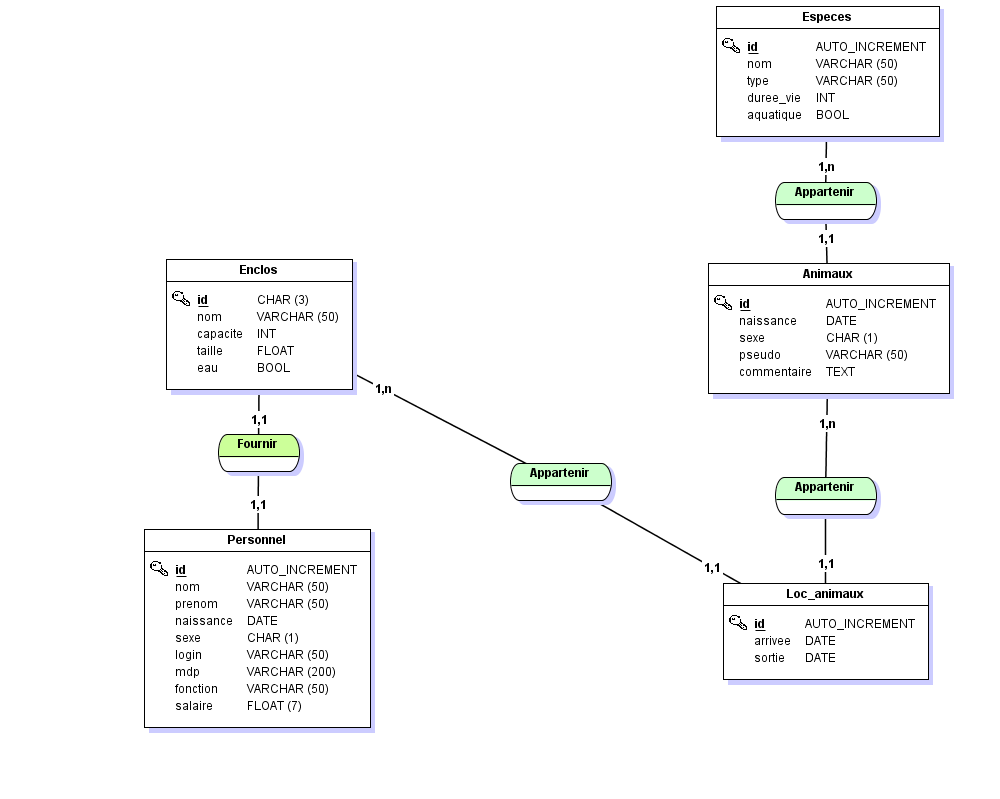 Especes
id AUTO_INCREMENT
nom VARCHAR (50)
type VARCHAR (50)
duree_vie INT
aquatique BOOL
1,n
Appartenir
1,1
Animaux
id AUTO_INCREMENT
naissance DATE
sexe CHAR (1)
pseudo VARCHAR (50)
commentaire TEXT
1,n
Appartenir
1,1
Enclos
id CHAR (3)
nom VARCHAR (50)
capacite INT
taille FLOAT
eau BOOL
1,n
Appartenir
1,1
1,1
Fournir
1,1
Personnel
id AUTO_INCREMENT
nom VARCHAR (50)
prenom VARCHAR (50)
naissance DATE
sexe CHAR (1)
login VARCHAR (50)
mdp VARCHAR (200)
fonction VARCHAR (50)
salaire FLOAT (7)
Loc_animaux
id AUTO_INCREMENT
arrivee DATE
sortie DATE